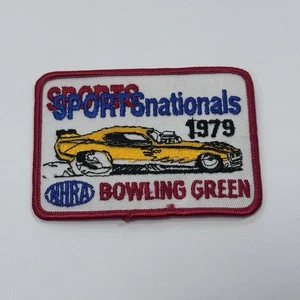 SPORTS
SPORTSnationals
1979
NHRA BOWLING GREEN